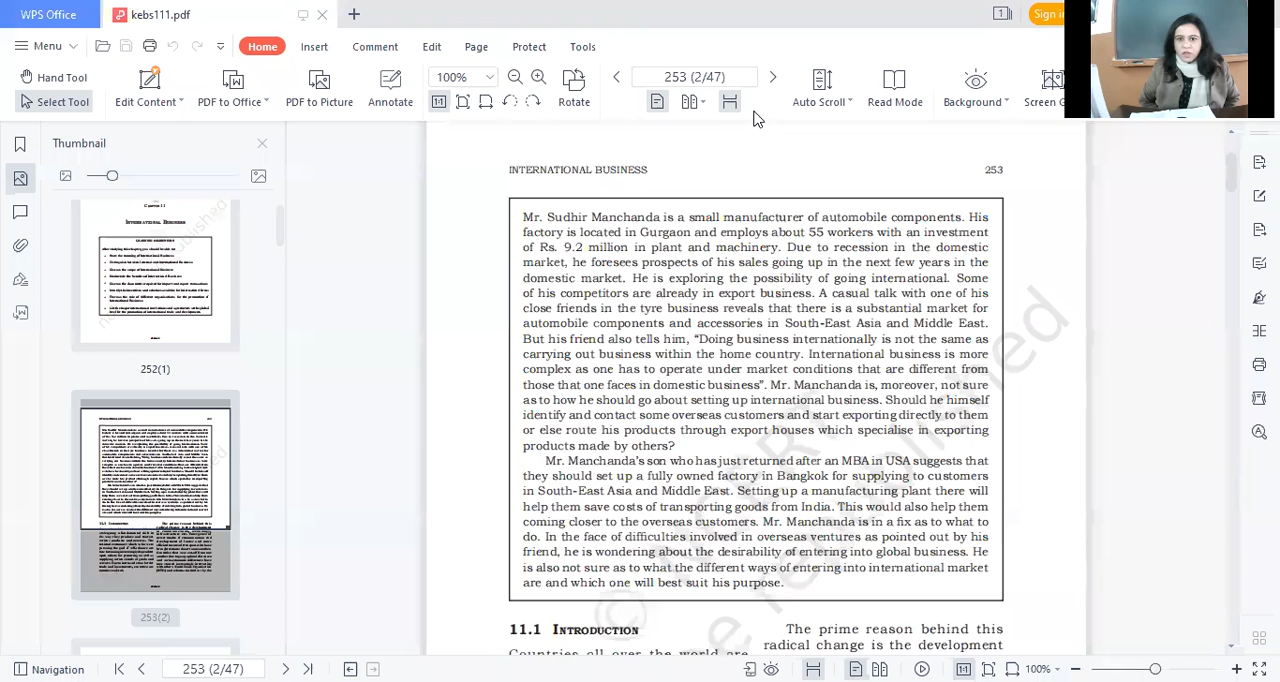 WPS Office
kebs111.pdf
1
Sign in
Menu
Home
Insert
Comment
Edit
Page
Protect
Tools
Hand Tool
Select Tool
Edit Content
PDF to Office
PDF to Picture
Annotate
100%
1:1
Rotate
253 (2/47)
Auto Scroll
Read Mode
Background
Screen G
Thumbnail
INTERNATIONAL BUSINESS
252(1)
253(2)
INTERNATIONAL BUSINESS 253
Mr. Sudhir Manchanda is a small manufacturer of automobile components. His
factory is located in Gurgaon and employs about 55 workers with an investment
of Rs. 9.2 million in plant and machinery. Due to recession in the domestic
market, he foresees prospects of his sales going up in the next few years in the
domestic market. He is exploring the possibility of going international. Some
of his competitors are already in export business. A casual talk with one of his
close friends in the tyre business reveals that there is a substantial market for
automobile components and accessories in South-East Asia and Middle East.
But his friend also tells him, “Doing business internationally is not the same as
carrying out business within the home country. International business is more
complex as one has to operate under market conditions that are different from
those that one faces in domestic business”. Mr. Manchanda is, moreover, not sure
as to how he should go about setting up international business. Should he himself
identify and contact some overseas customers and start exporting directly to them
or else route his products through export houses which specialise in exporting
products made by others?
Mr. Manchanda's son who has just returned after an MBA in USA suggests that
they should set up a fully owned factory in Bangkok for supplying to customers
in South-East Asia and Middle East. Setting up a manufacturing plant there will
help them save costs of transporting goods from India. This would also help them
coming closer to the overseas customers. Mr. Manchanda is in a fix as to what to
do. In the face of difficulties involved in overseas ventures as pointed out by his
friend, he is wondering about the desirability of entering into global business. He
is also not sure as to what the different ways of entering into international market
are and which one will best suit his purpose.
11.1 INTRODUCTION
Countries all over the world are
The prime reason behind this
radical change is the development
Navigation
253 (2/47)
1:1
100%